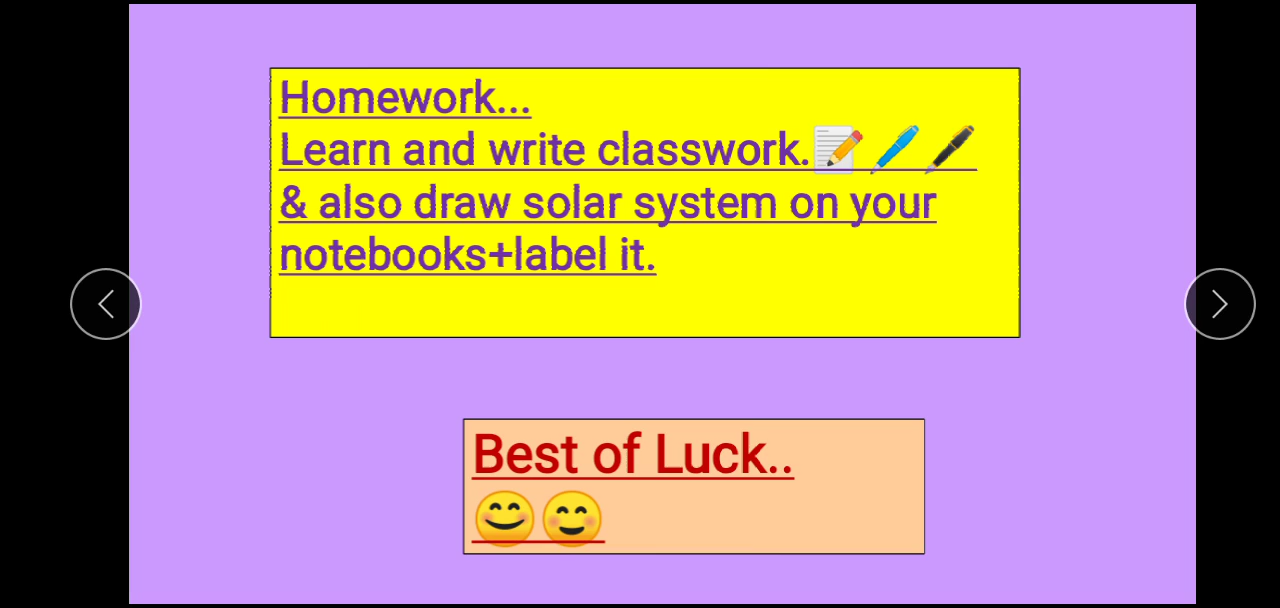 Homework...
Learn and write classwork.📝🖊️🖋️
& also draw solar system on your
notebooks+label it.
Best of Luck..
😊😊